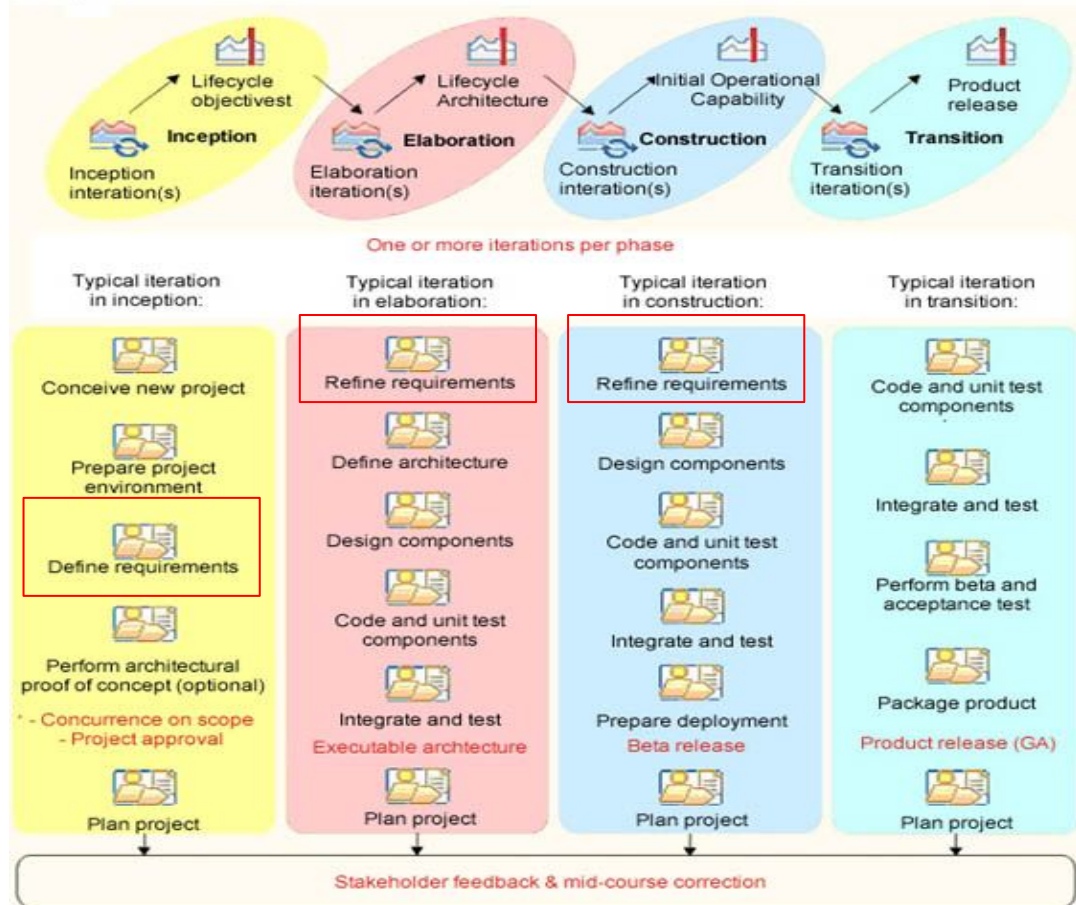 Lifecycle
objectivest
Inception
Inception
interation(s)
Lifecycle
Architecture
Elaboration
Elaboration
iteration(s)
Initial Operational
Capability
Construction
Construction
interation(s)
Product
release
Transition
Transition
iteration(s)
One or more iterations per phase
Typical iteration
in inception:
Typical iteration
in elaboration:
Typical iteration
in construction:
Typical iteration
in transition:
Conceive new project
Prepare project
environment
Define requirements
Perform architectural
proof of concept (optional)
- Concurrence on scope
- Project approval
Plan project
Refine requirements
Define architecture
Design components
Code and unit test
components
Integrate and test
Executable archtecture
Plan project
Refine requirements
Design components
Code and unit test
components
Integrate and test
Prepare deployment
Beta release
Plan project
Code and unit test
components
Integrate and test
Perform beta and
acceptance test
Package product
Product release (GA)
Plan project
Stakeholder feedback & mid-course correction